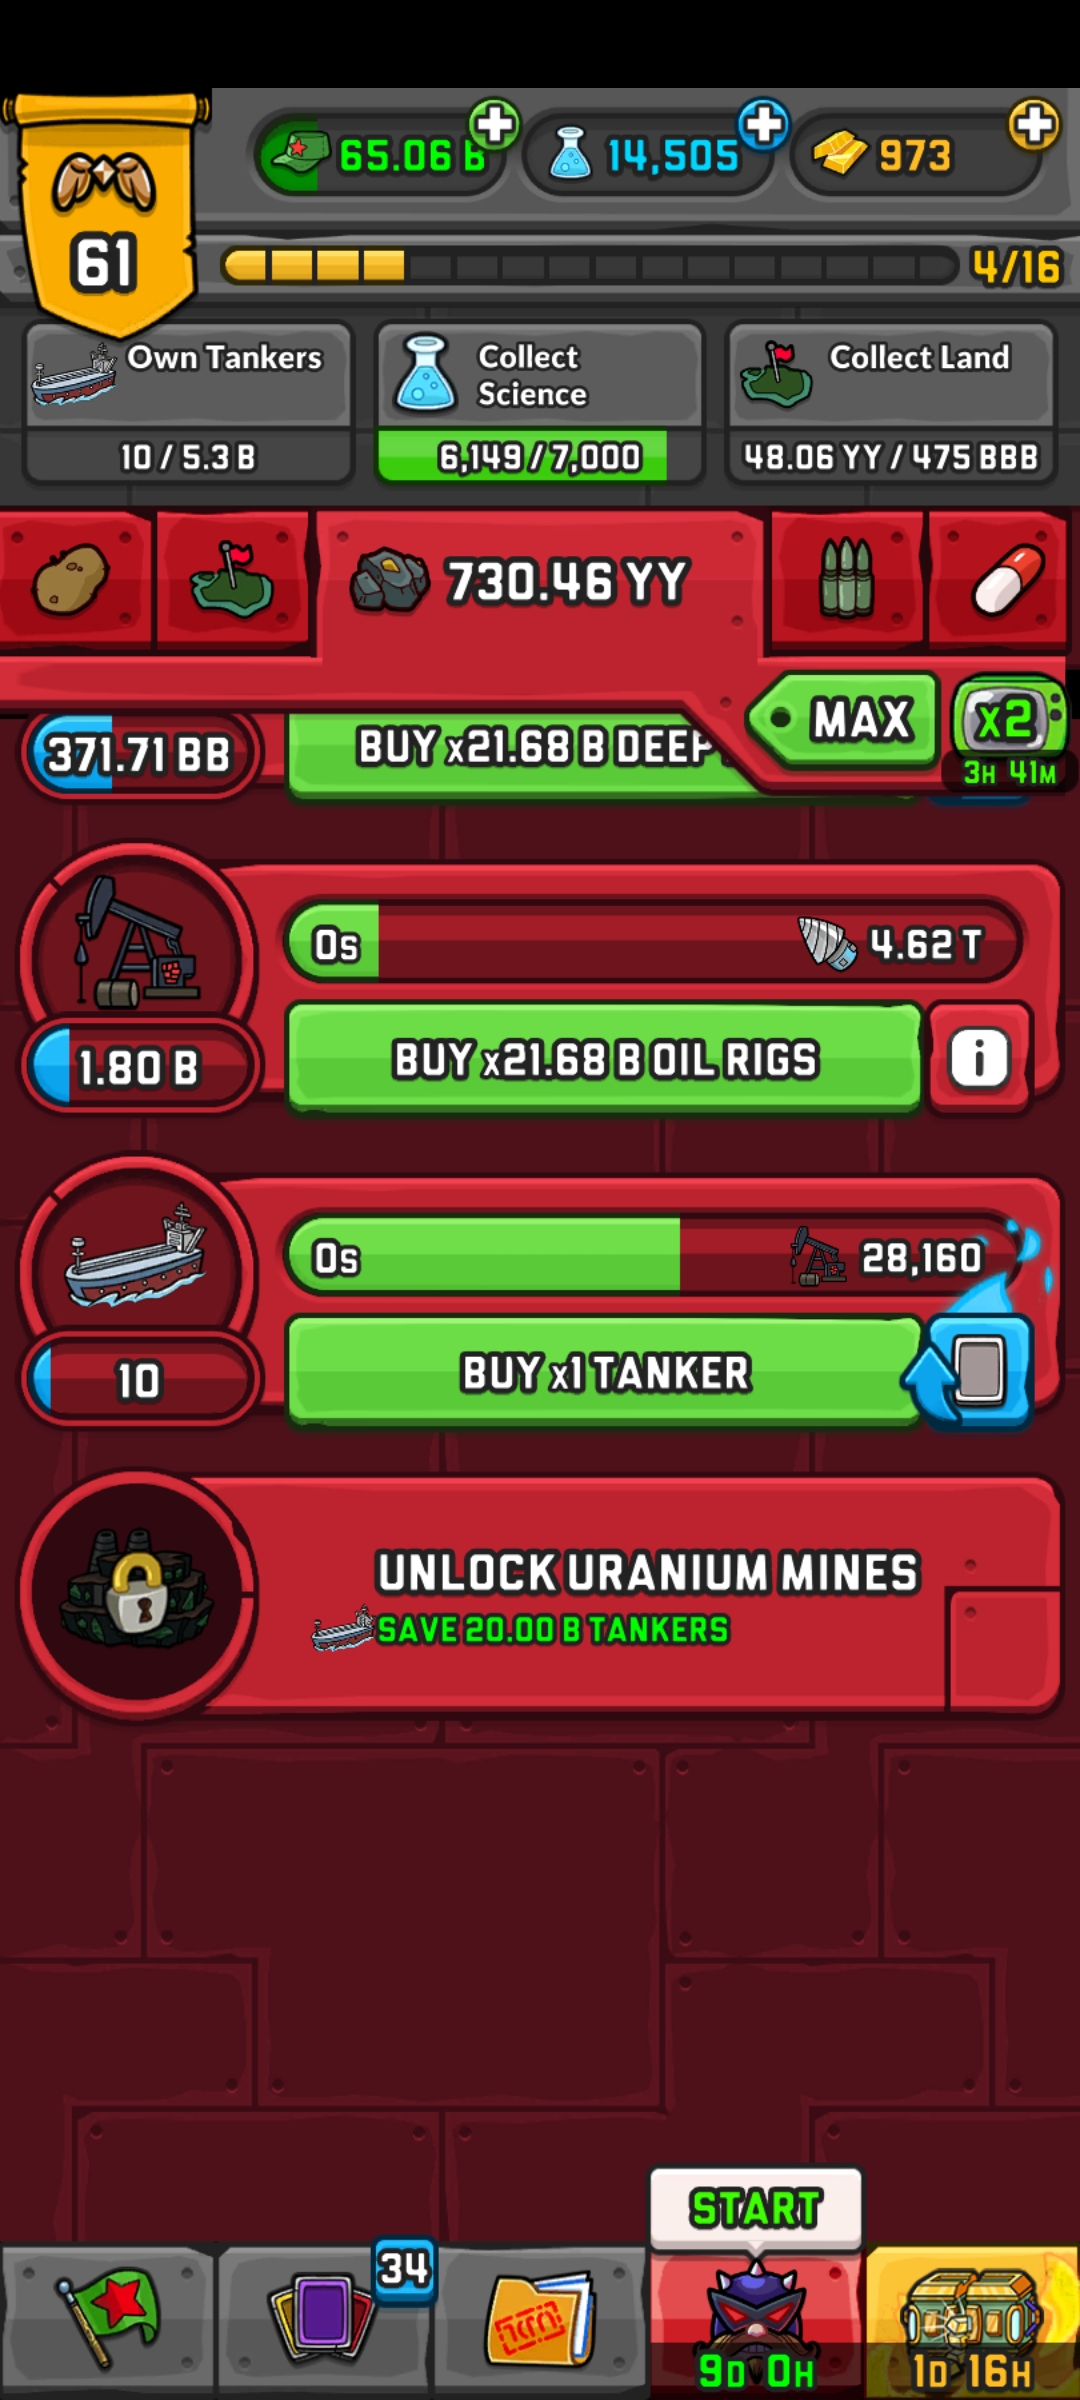 65.06 B
14,505
973
61
4/16
Own Tankers
10 / 5.3 B
Collect
Science
6,149 / 7,000
Collect Land
48.06 YY / 475 BBB
730.46 YY
MAX
x2
3H 41M
371.71 BB
BUY x21.68 B DEEP
0s
4.62 T
1.80 B
BUY x21.68 B OIL RIGS
i
0s
28,160
10
BUY x1 TANKER
UNLOCK URANIUM MINES
SAVE 20.00 B TANKERS
START
34
9D 0H
1D 16H